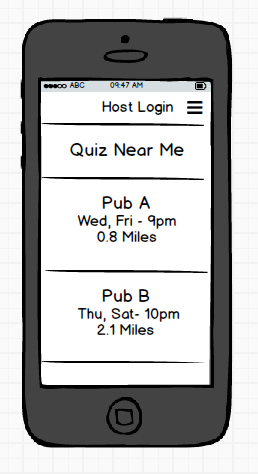 ABC 09:47 AM
Host Login
Quiz Near Me
Pub A
Wed, Fri - 9pm
0.8 Miles
Pub B
Thu, Sat- 10pm
2.1 Miles